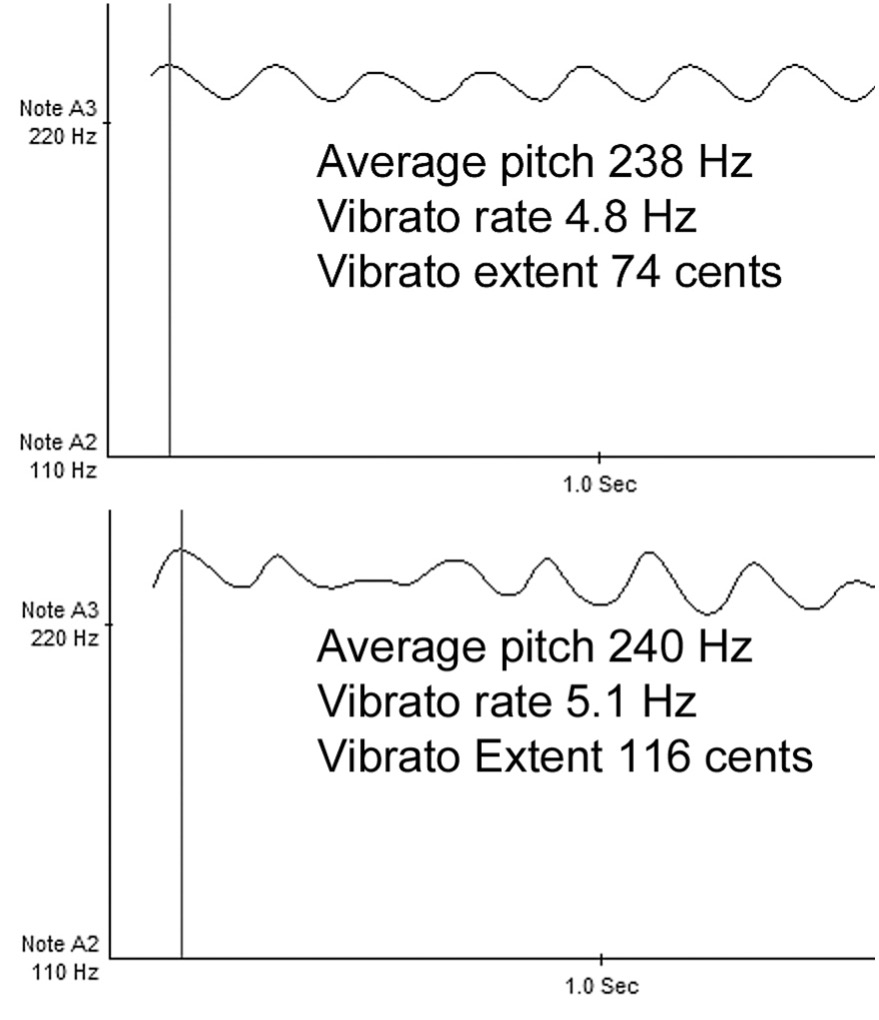 Note A3
220 Hz
Average pitch 238 Hz
Vibrato rate 4.8 Hz
Vibrato extent 74 cents
Note A2
110 Hz
1.0 Sec
Note A3
220 Hz
Average pitch 240 Hz
Vibrato rate 5.1 Hz
Vibrato Extent 116 cents
Note A2
110 Hz
1.0 Sec